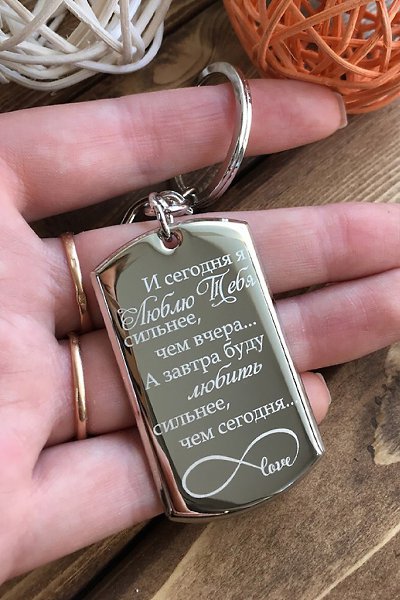 И сегодня я
Люблю Тебя
сильнее,
чем вчера...
А завтра буду
любить
сильнее,
чем сегодня...
love